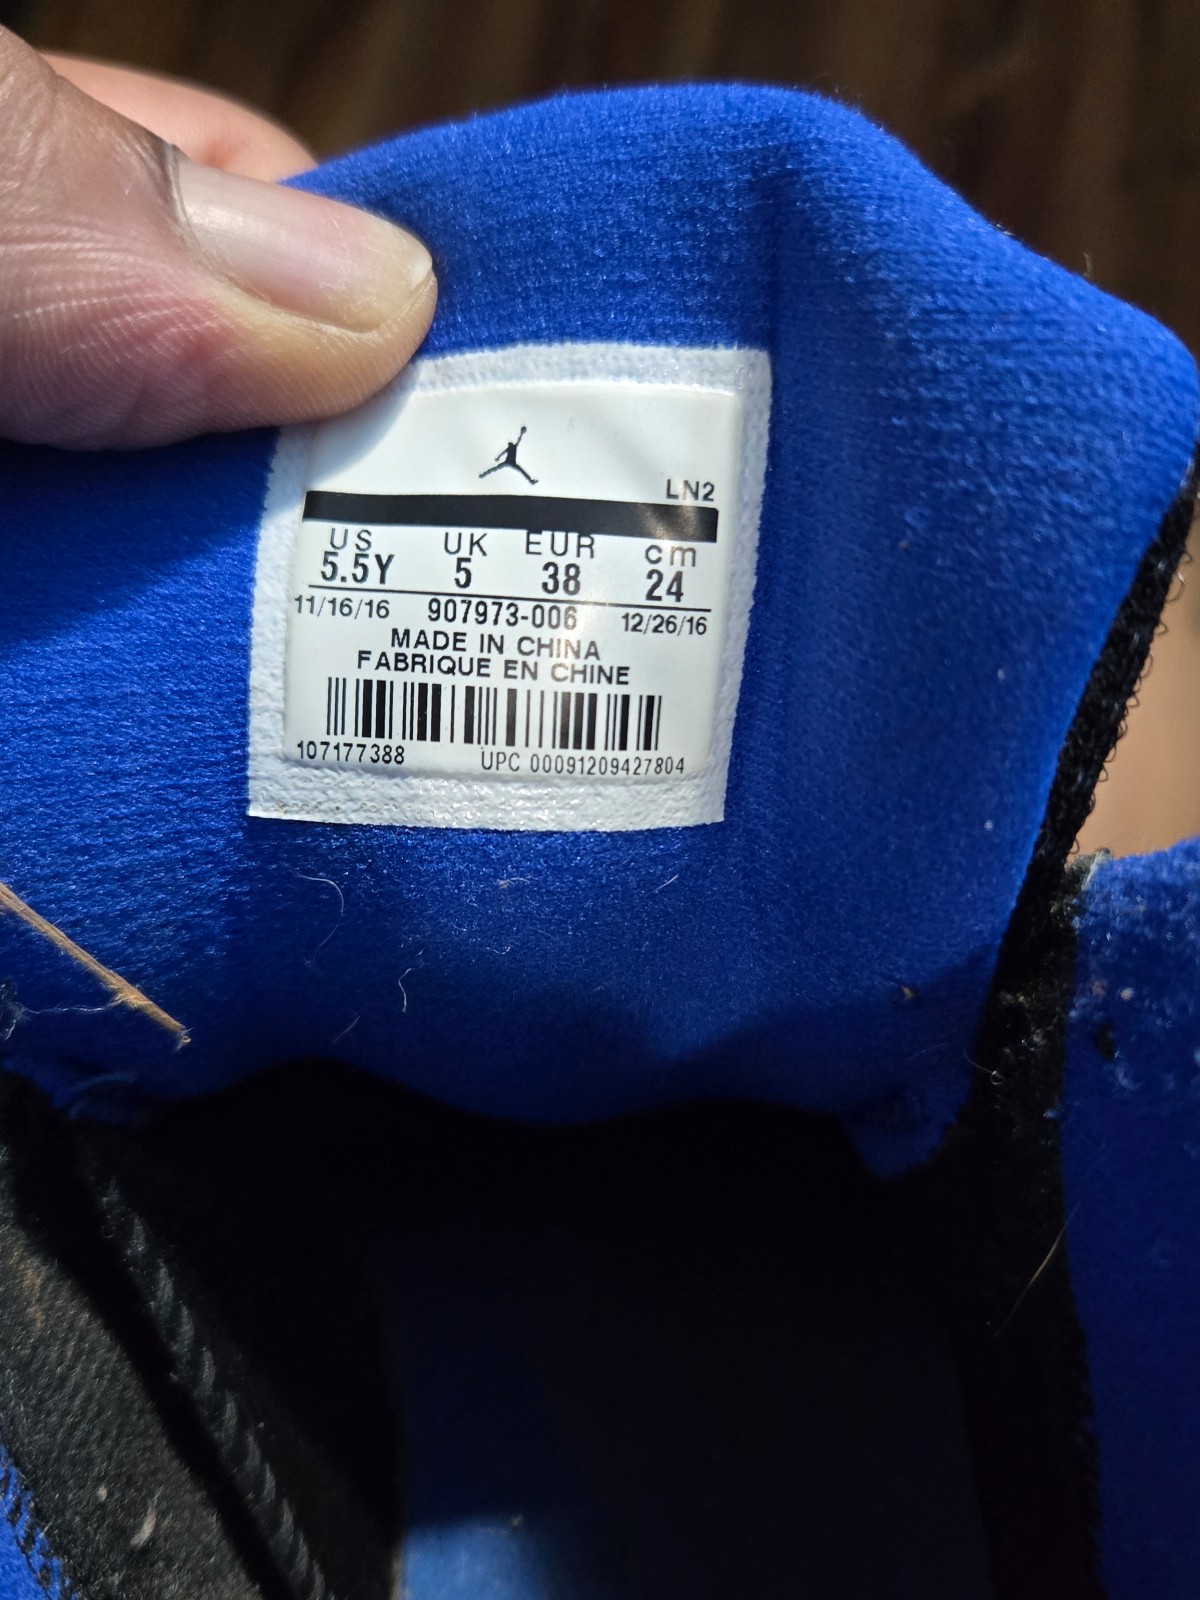 LN2
US UK EUR cm
5.5Y 5 38 24
11/16/16 907973-006 12/26/16
MADE IN CHINA
FABRIQUE EN CHINE
107177388 UPC 00091209427804